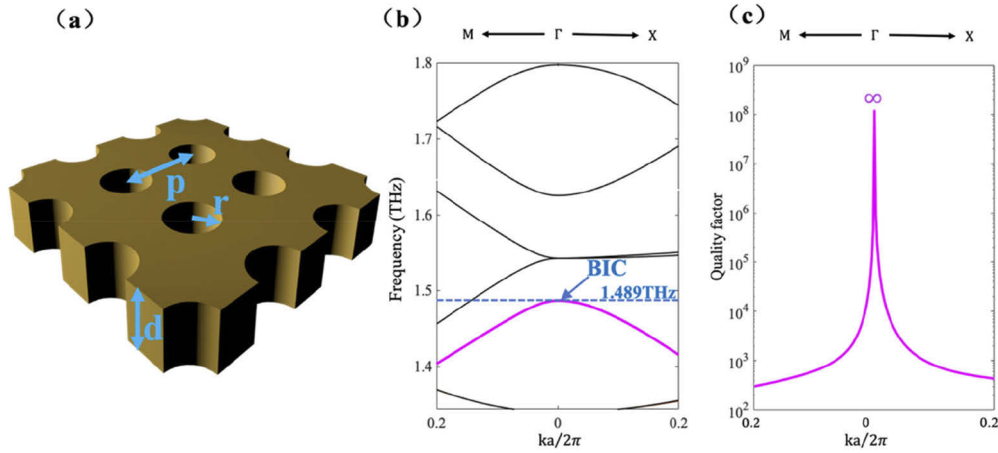 (a)
p
r
d
(b)
M Γ X
1.8
1.7
1.6
1.5
1.4
Frequency (THz)
BIC
1.489THz
0.2 0 0.2
ka/2π
(c)
M Γ X
10⁹
10⁸
10⁷
10⁶
10⁵
10⁴
10³
10²
Quality factor
∞
0.2 0 0.2
ka/2π